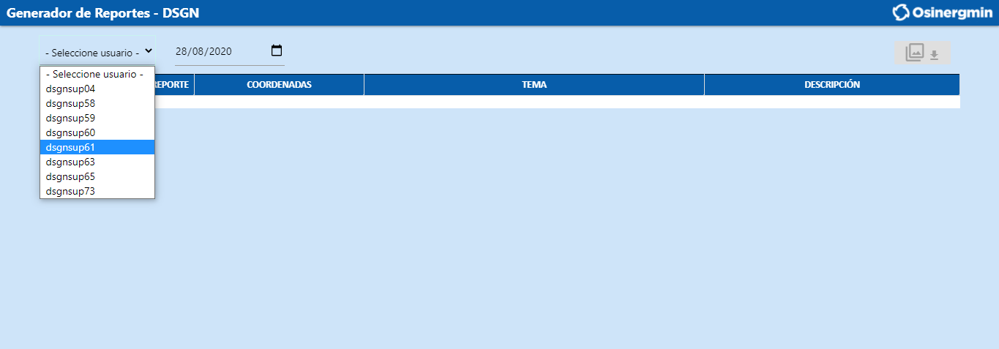 Generador de Reportes - DSGN
Osinergmin
- Seleccione usuario -
28/08/2020
REPORTE
COORDENADAS
TEMA
DESCRIPCIÓN
- Seleccione usuario -
dsgnsup04
dsgnsup58
dsgnsup59
dsgnsup60
dsgnsup61
dsgnsup63
dsgnsup65
dsgnsup73